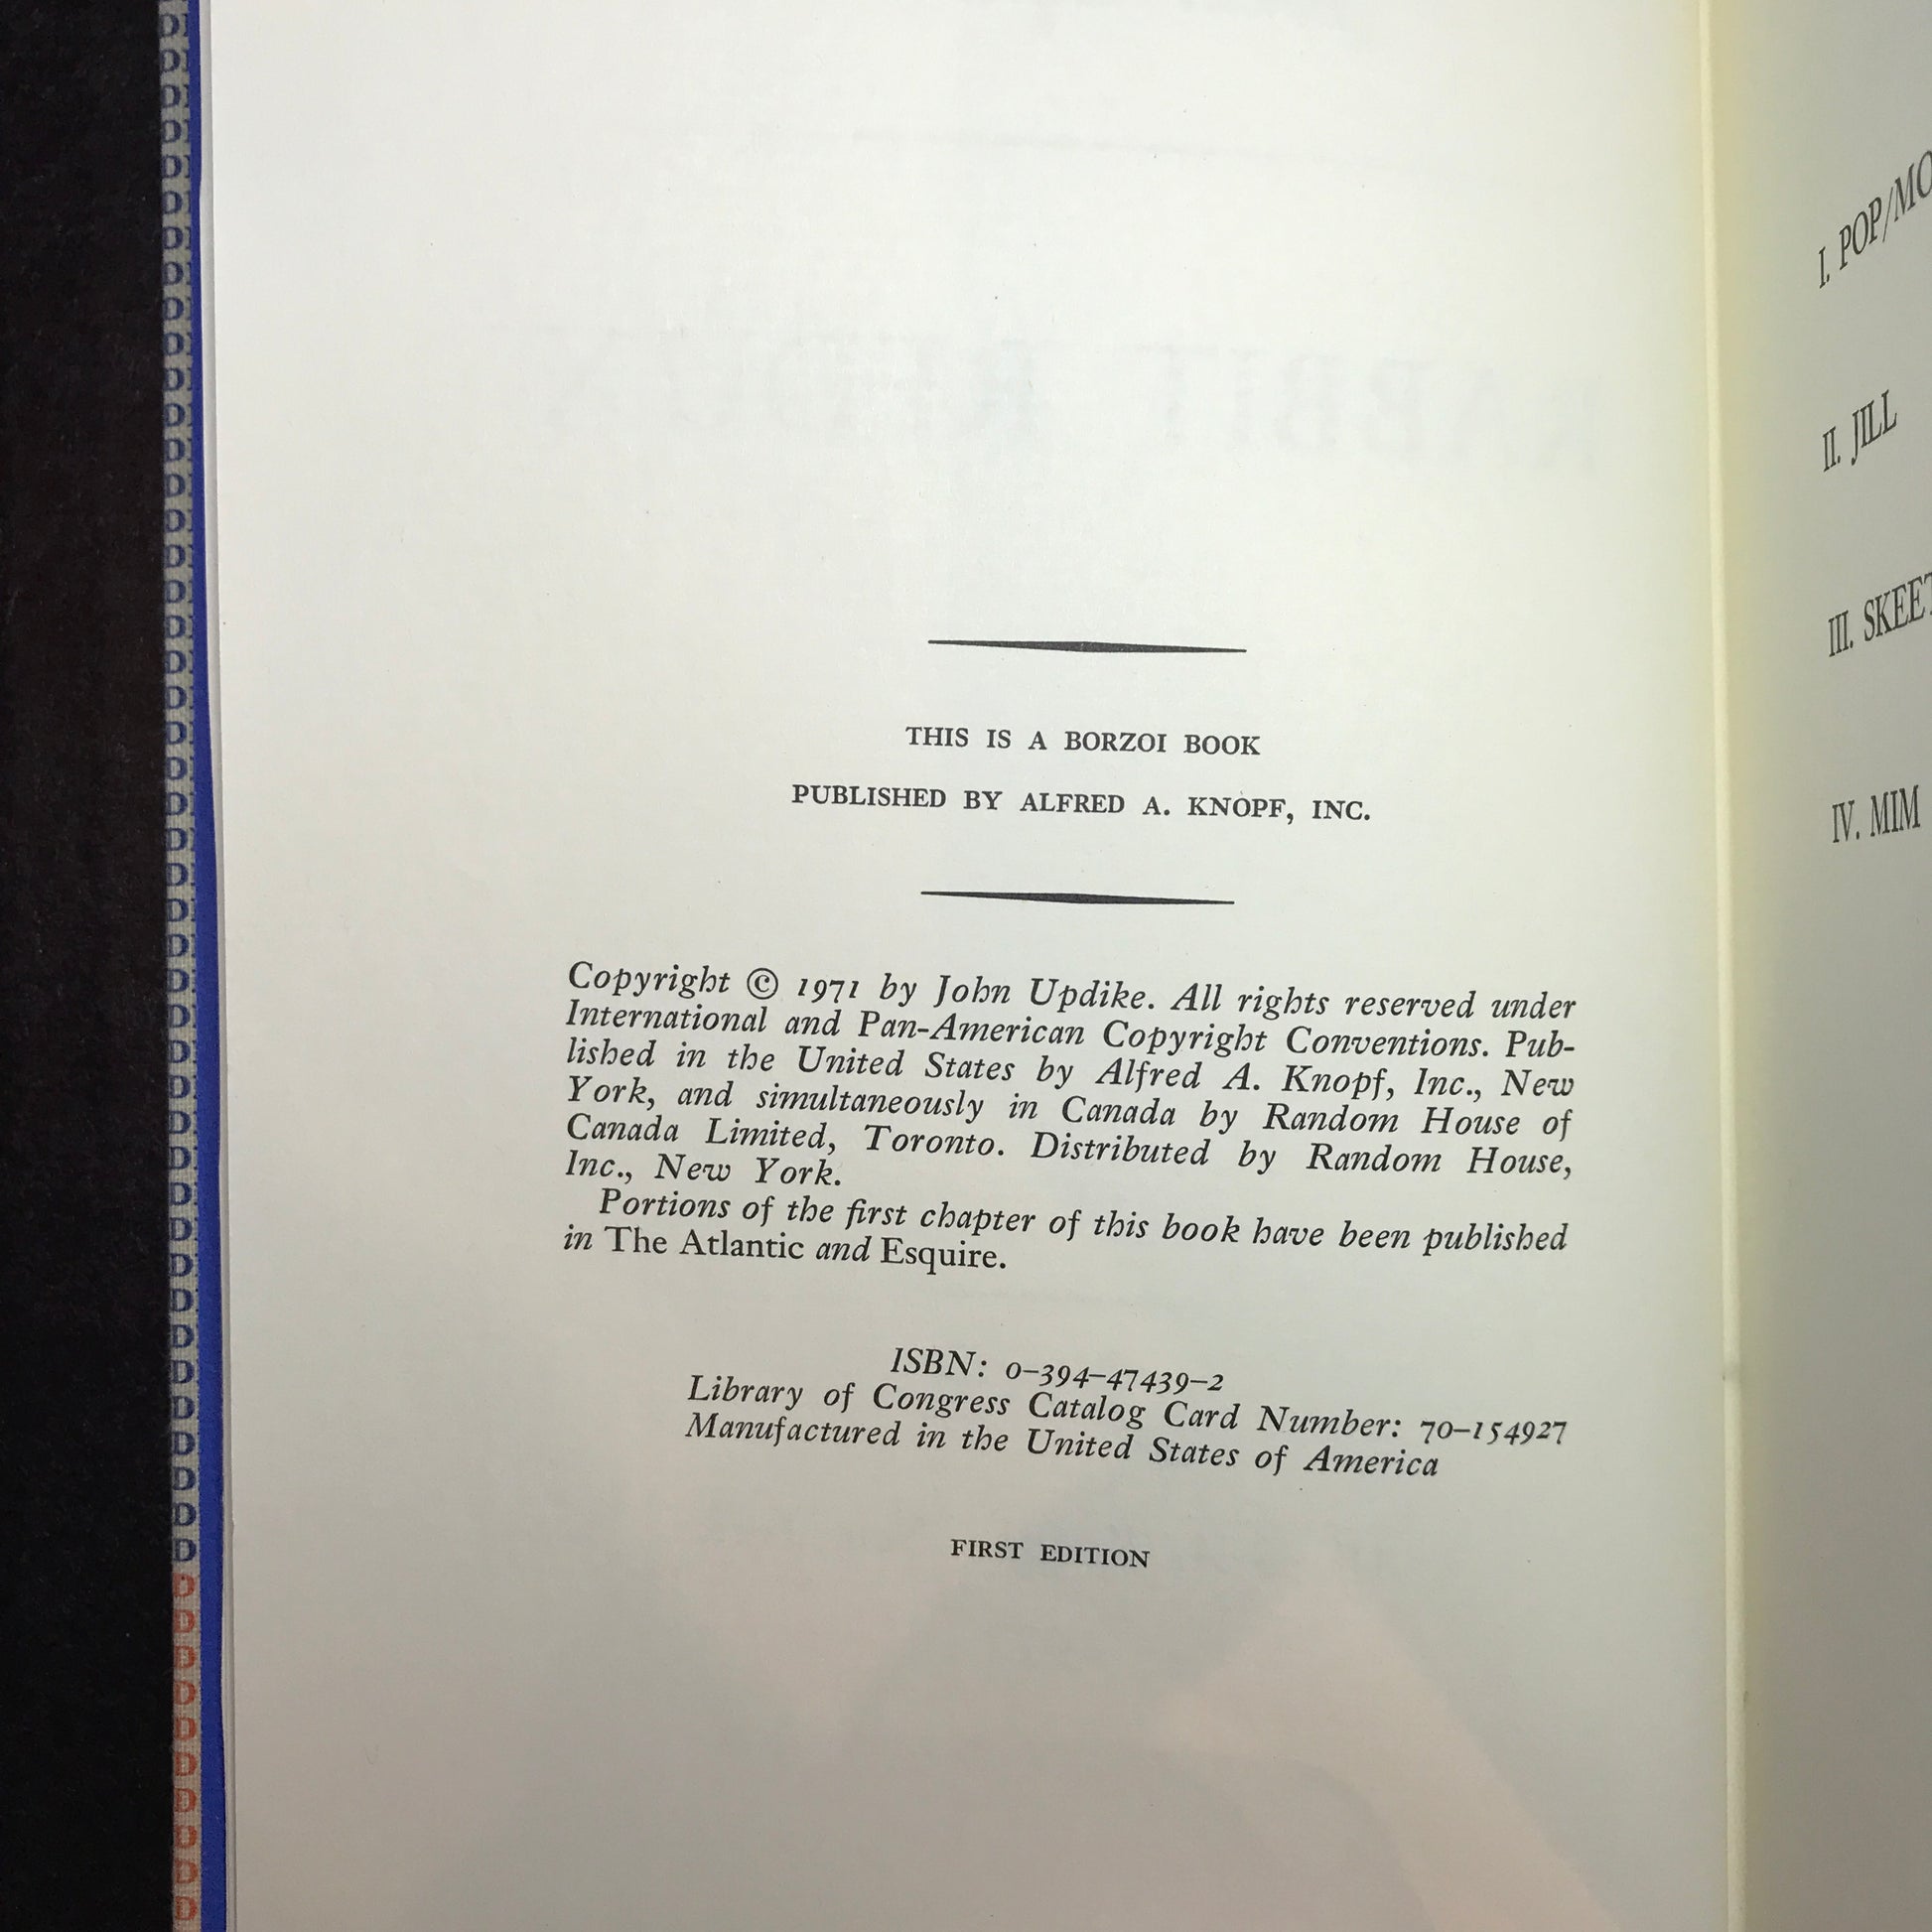 THIS IS A BORZOI BOOK
PUBLISHED BY ALFRED A. KNOPF, INC.
Copyright © 1971 by John Updike. All rights reserved under
International and Pan-American Copyright Conventions. Pub-
lished in the United States by Alfred A. Knopf, Inc., New
York, and simultaneously in Canada by Random House of
Canada Limited, Toronto. Distributed by Random House,
Inc., New York.
Portions of the first chapter of this book have been published
in The Atlantic and Esquire.
ISBN: 0-394-47439-2
Library of Congress Catalog Card Number: 70-154927
Manufactured in the United States of America
FIRST EDITION
I. POP/MO
II. JILL
III. SKEET
IV. MIM